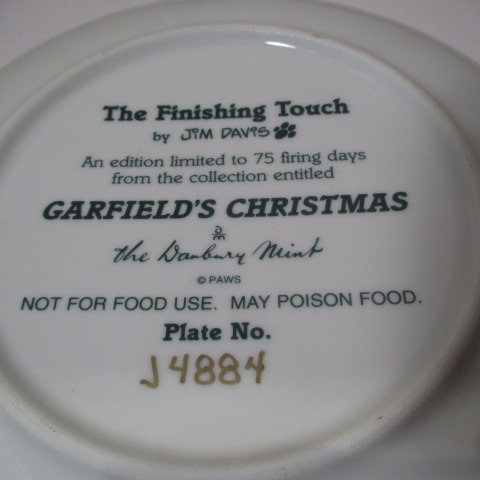 The Finishing Touch
by JIM DAVIS
An edition limited to 75 firing days
from the collection entitled
GARFIELD'S CHRISTMAS
DM
the Danbury Mint
© PAWS
NOT FOR FOOD USE. MAY POISON FOOD.
Plate No.
J4884